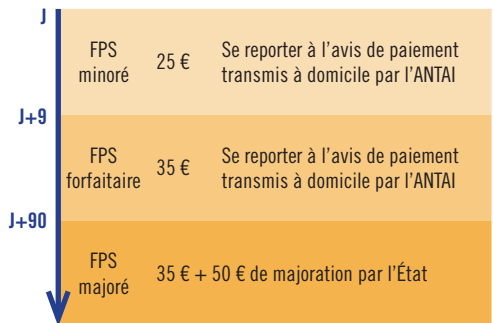 J
FPS
minoré
25 €
Se reporter à l'avis de paiement
transmis à domicile par l'ANTAI
J+9
FPS
forfaitaire
35 €
Se reporter à l'avis de paiement
transmis à domicile par l'ANTAI
J+90
FPS
majoré
35 € + 50 € de majoration par l'État